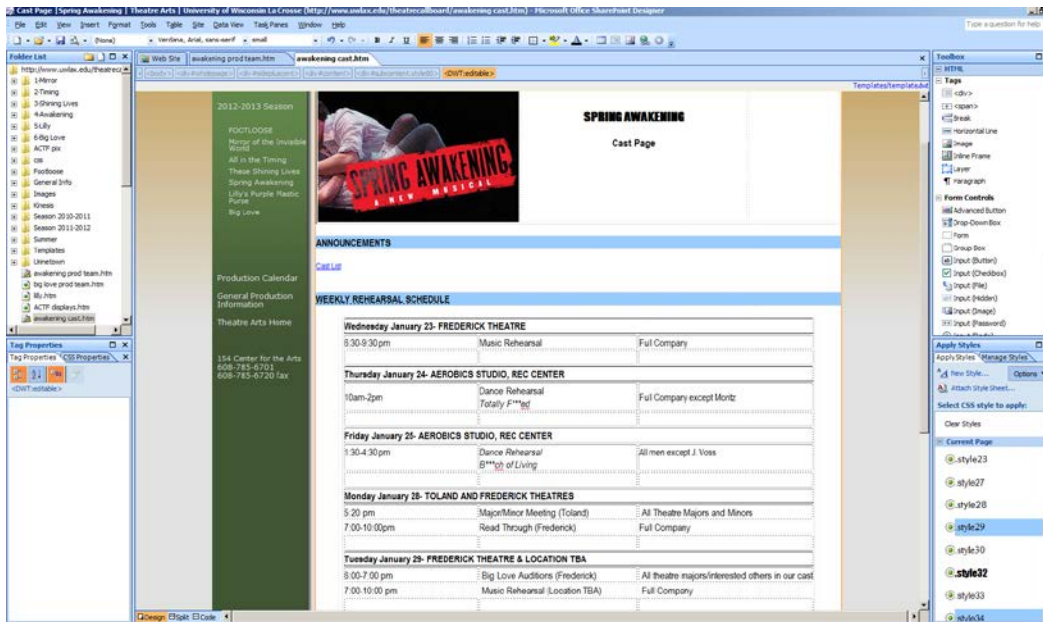 Cast Page |Spring Awakening | Theatre Arts | University of Wisconsin La Crosse (http://www.uwlax.edu/theatrecallboard/awakening cast.htm) - Microsoft Office SharePoint Designer
File Edit View Insert Format Tools Table Site Data View Task Panes Window Help
Type a question for help
(None) Verdana, Arial, sans-serif small
Folder List
Web Site awakening prod team.htm awakening cast.htm
<DWT:editable>
http://www.uwlax.edu/theatreca
1-Mirror
2-Timing
3-Shining Lives
4-Awakening
5-Lilly
6-Big Love
ACTF pix
css
Footloose
General Info
Images
Kinesis
Season 2010-2011
Season 2011-2012
Summer
Templates
Urinetown
awakening prod team.htm
big love prod team.htm
lilly.htm
ACTF displays.htm
awakening cast.htm
Tag Properties
Tag Properties CSS Properties
<DWT:editable>
2012-2013 Season
FOOTLOOSE
Mirror of the Invisible
World
All in the Timing
These Shining Lives
Spring Awakening
Lilly's Purple Plastic
Purse
Big Love
Production Calendar
General Production
Information
Theatre Arts Home
154 Center for the Arts
608-785-6701
608-785-6720 fax
SPRING AWAKENING
A NEW MUSICAL
SPRING AWAKENING
Cast Page
ANNOUNCEMENTS
Cast List
WEEKLY REHEARSAL SCHEDULE
Wednesday January 23- FREDERICK THEATRE
6:30-9:30pm Music Rehearsal Full Company
Thursday January 24- AEROBICS STUDIO, REC CENTER
10am-2pm Dance Rehearsal Full Company except Moritz
Totally F***ed
Friday January 25- AEROBICS STUDIO, REC CENTER
1:30-4:30pm Dance Rehearsal All men except J. Voss
B***ch of Living
Monday January 28- TOLAND AND FREDERICK THEATRES
5:20 pm Major/Minor Meeting (Toland) All Theatre Majors and Minors
7:00-10:00pm Read Through (Frederick) Full Company
Tuesday January 29- FREDERICK THEATRE & LOCATION TBA
6:00-7:00 pm Big Love Auditions (Frederick) All theatre majors/interested others in our cast
7:00-10:00 pm Music Rehearsal (Location TBA) Full Company
Design Split Code
Toolbox
HTML
Tags
<div>
<span>
Break
Horizontal Line
Image
Inline Frame
Layer
Paragraph
Form Controls
Advanced Button
Drop-Down Box
Form
Group Box
Input (Button)
Input (Checkbox)
Input (File)
Input (Hidden)
Input (Image)
Input (Password)
Apply Styles
Apply Styles Manage Styles
New Style... Options
Attach Style Sheet...
Select CSS style to apply:
Clear Styles
Current Page
.style23
.style27
.style28
.style29
.style30
.style32
.style33
.style34